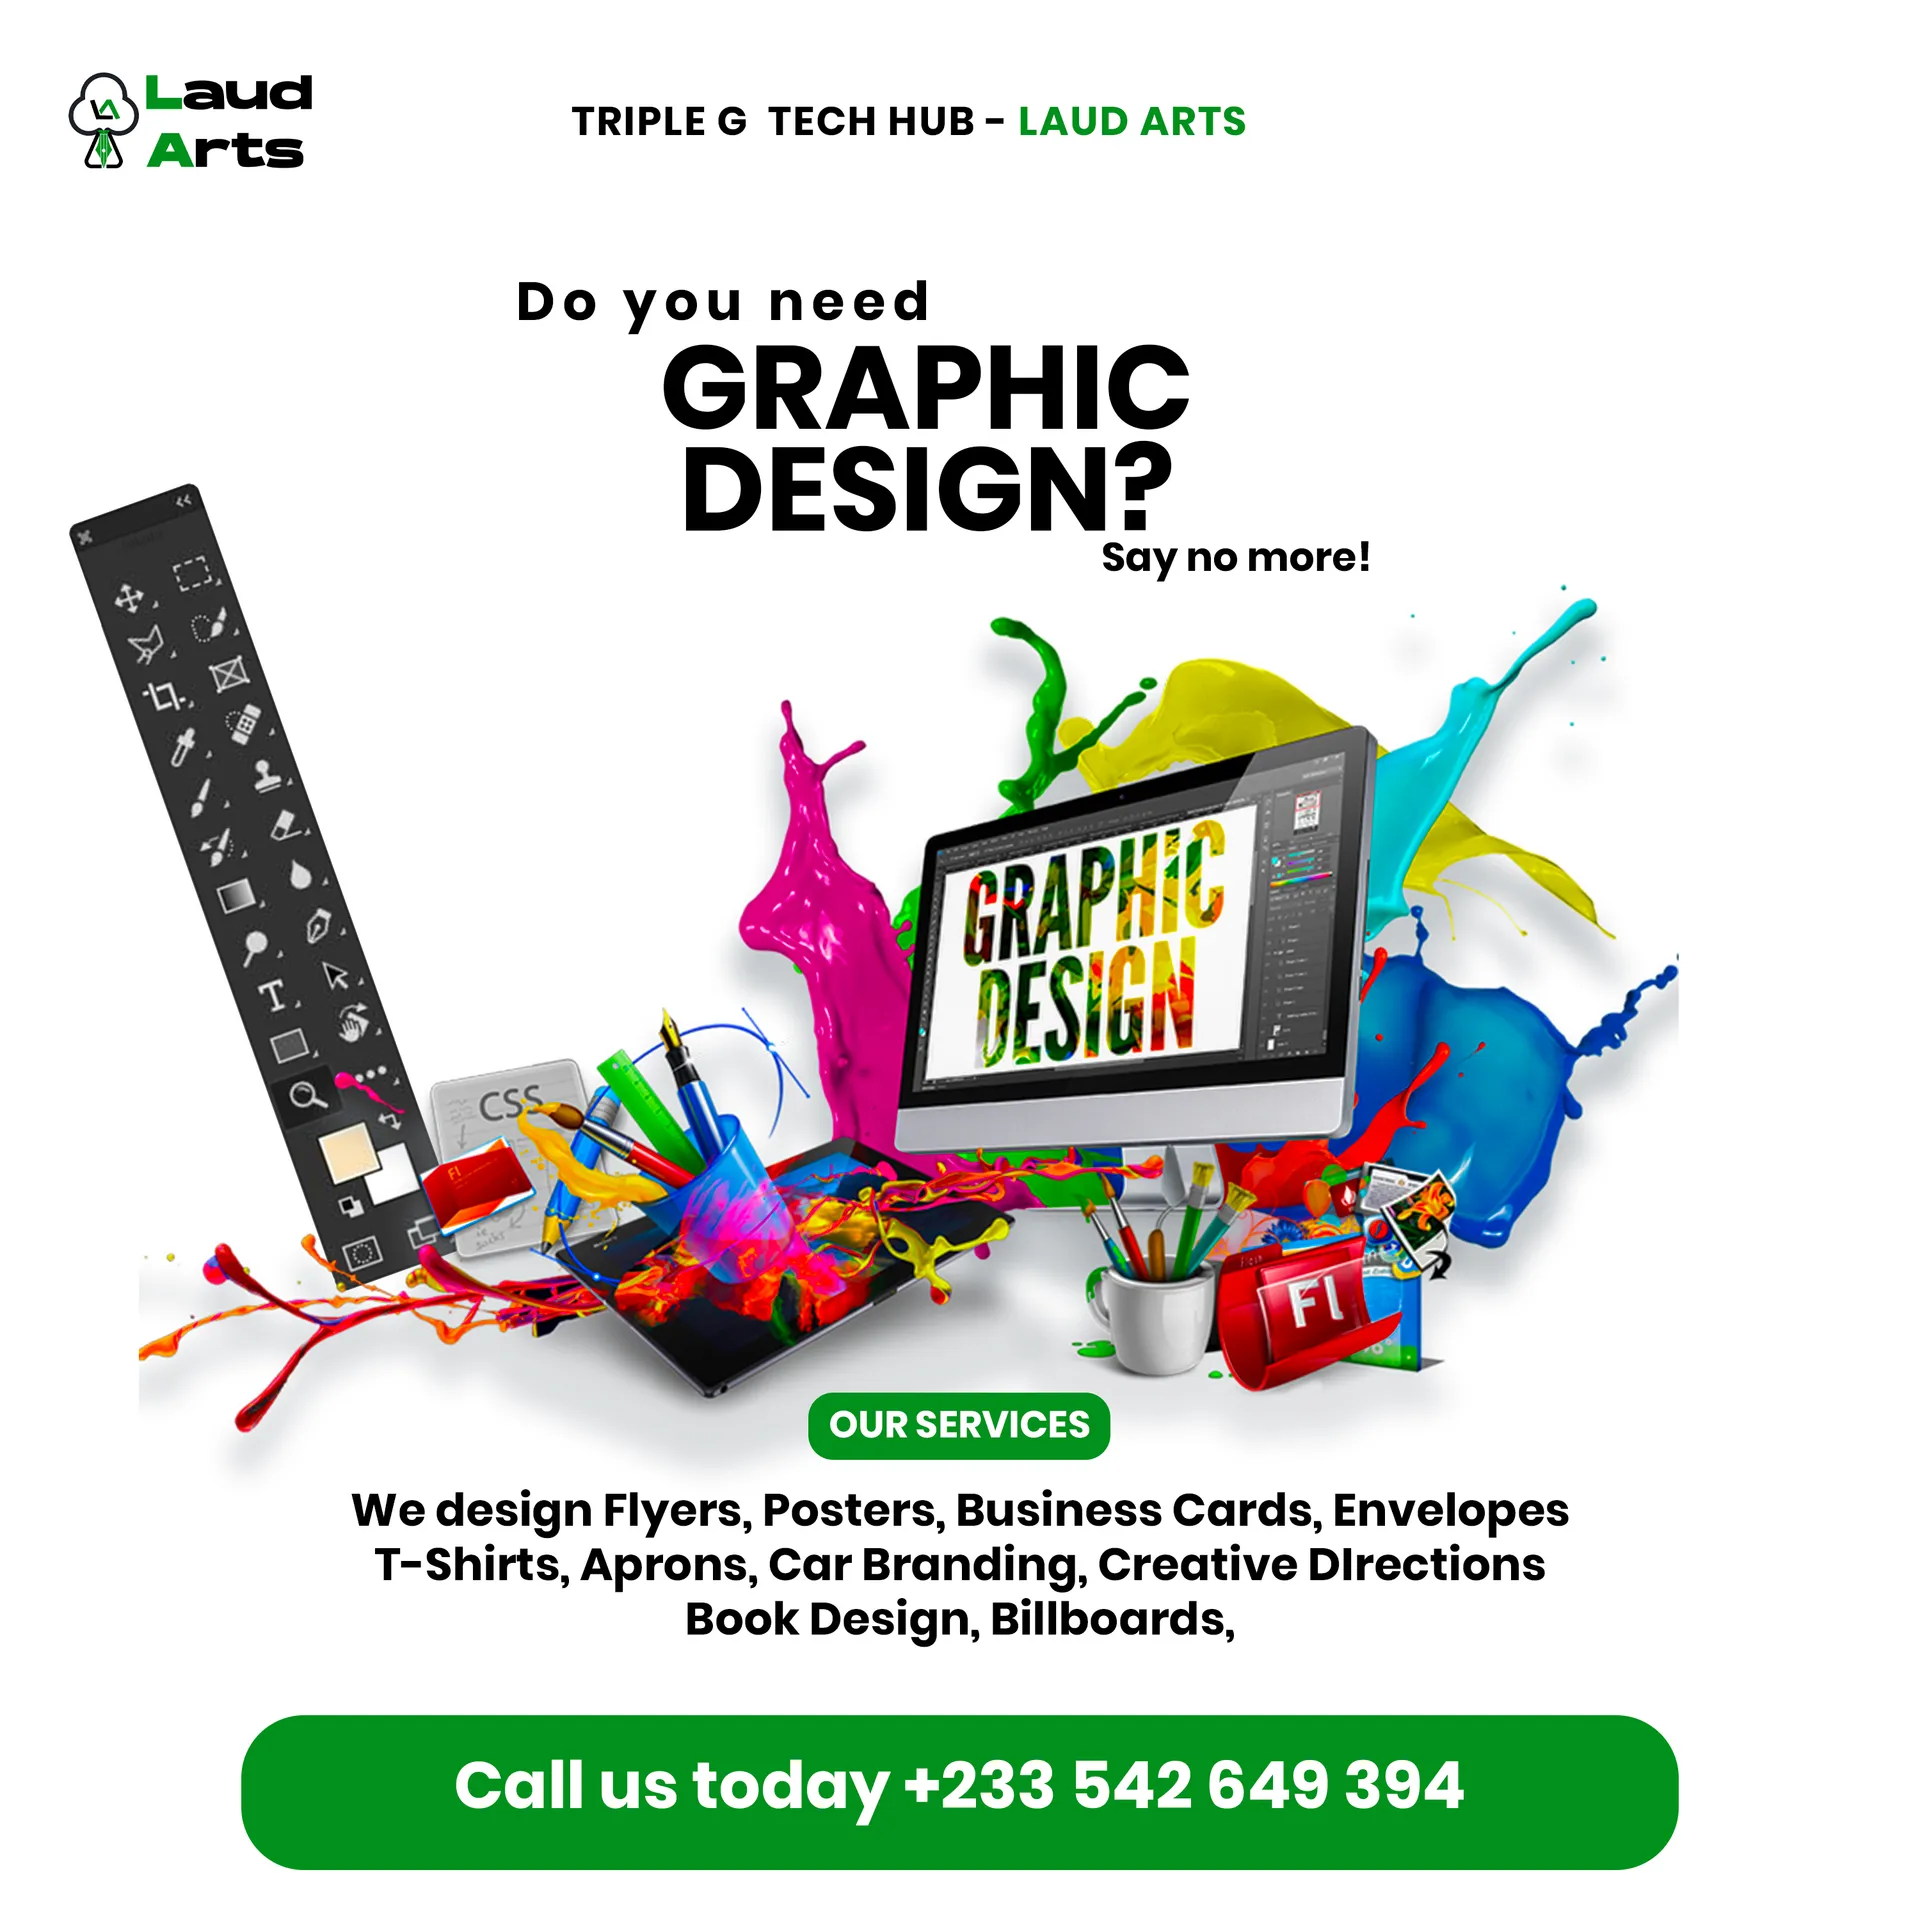 Laud
Arts
TRIPLE G TECH HUB - LAUD ARTS
Do you need
GRAPHIC
DESIGN?
Say no more!
GRAPHIC
DESIGN
CSS
Fl
T
Fl
OUR SERVICES
We design Flyers, Posters, Business Cards, Envelopes
T-Shirts, Aprons, Car Branding, Creative DIrections
Book Design, Billboards,
Call us today +233 542 649 394